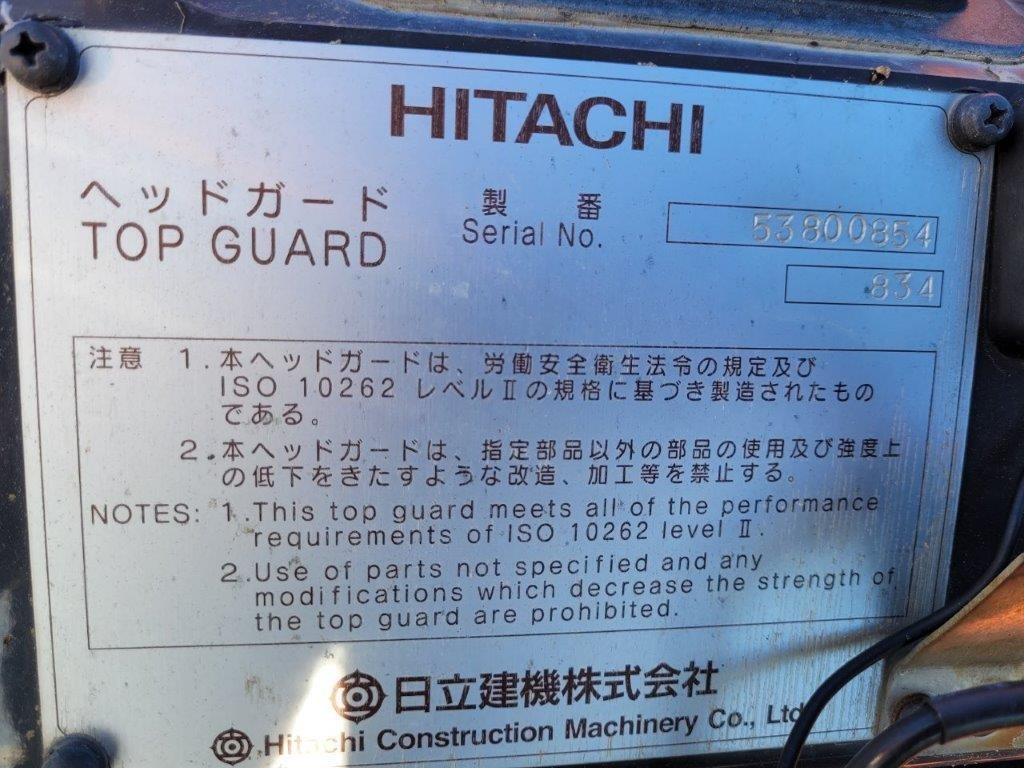 HITACHI
ヘッドガード 製番
TOP GUARD Serial No. 53800854
834
注意 1.本ヘッドガードは、労働安全衛生法令の規定及び
ISO 10262 レベルⅡの規格に基づき製造されたもの
である。
2.本ヘッドガードは、指定部品以外の部品の使用及び強度上
の低下をきたすような改造、加工等を禁止する。
NOTES: 1.This top guard meets all of the performance
requirements of ISO 10262 level Ⅱ.
2.Use of parts not specified and any
modifications which decrease the strength of
the top guard are prohibited.
日立建機株式会社
Hitachi Construction Machinery Co., Ltd